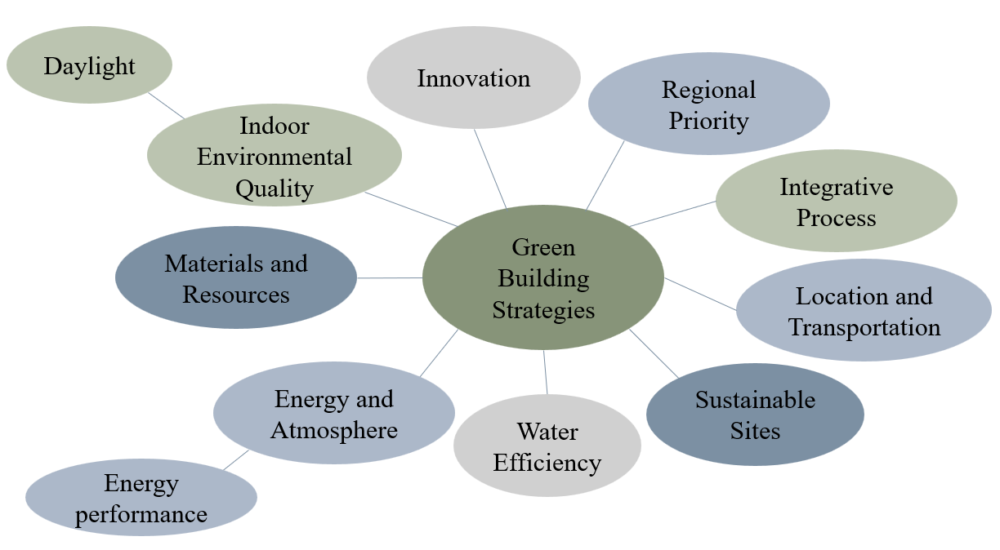 Daylight
Innovation
Regional
Priority
Indoor
Environmental
Quality
Integrative
Process
Green
Building
Strategies
Materials and
Resources
Location and
Transportation
Energy and
Atmosphere
Sustainable
Sites
Water
Efficiency
Energy
performance